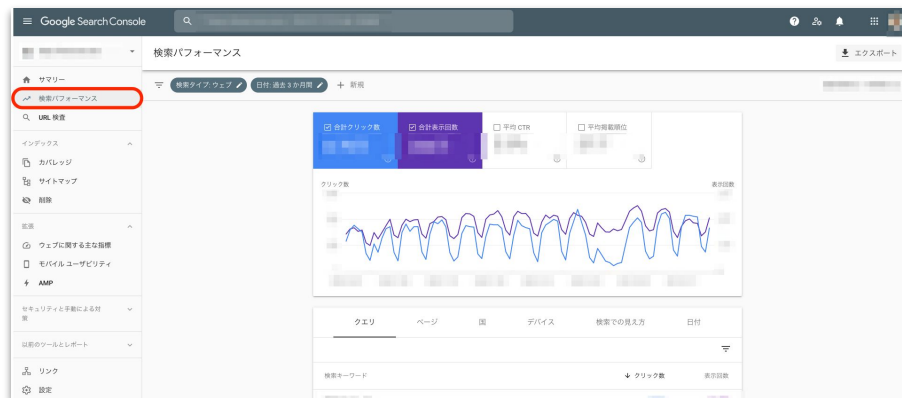 Google Search Console
サマリー
検索パフォーマンス
URL 検査
インデックス
カバレッジ
サイトマップ
削除
拡張
ウェブに関する主な指標
モバイル ユーザビリティ
AMP
セキュリティと手動による対
策
以前のツールとレポート
リンク
設定
検索パフォーマンス
エクスポート
検索タイプ: ウェブ
日付: 過去 3 か月間
+ 新規
合計クリック数
合計表示回数
平均 CTR
平均掲載順位
クリック数
表示回数
クエリ
ページ
国
デバイス
検索での見え方
日付
検索キーワード
クリック数
表示回数